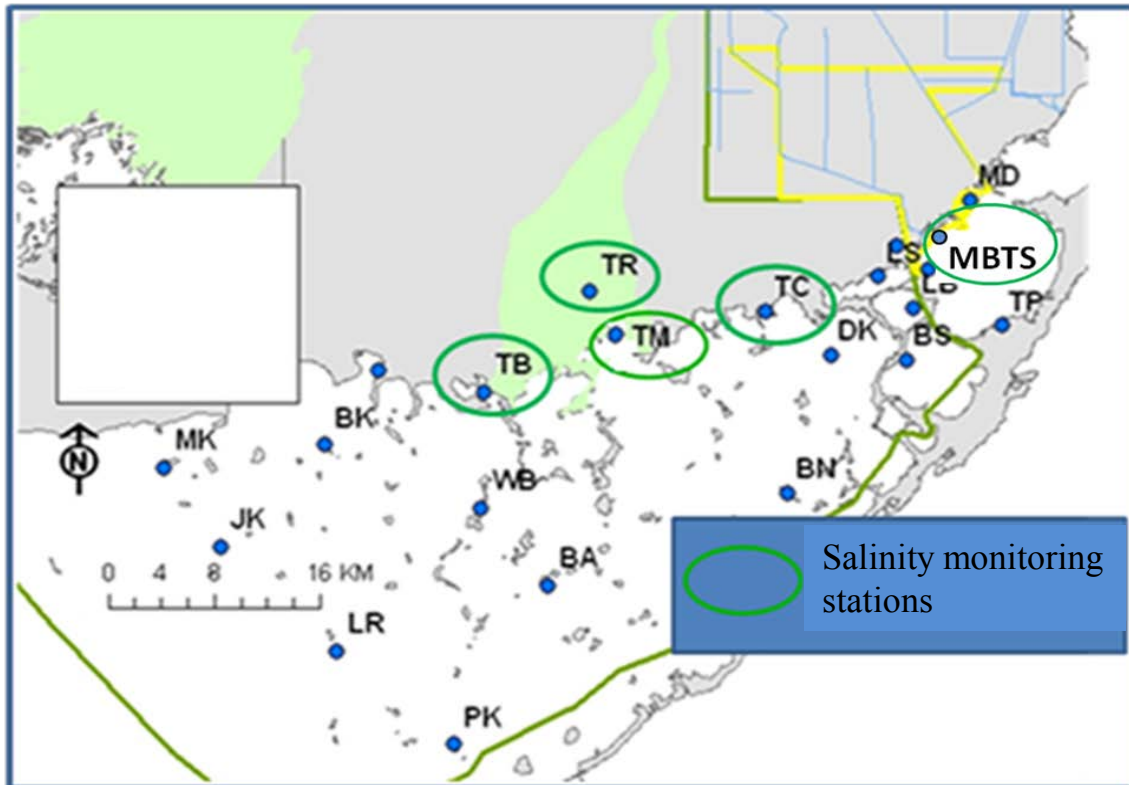 MD
MBTS
LS
LB
TR
TC
TP
TM
DK
BS
TB
BK
MK
WB
BN
JK
BA
0 4 8 16 KM
LR
PK
N
Salinity monitoring
stations